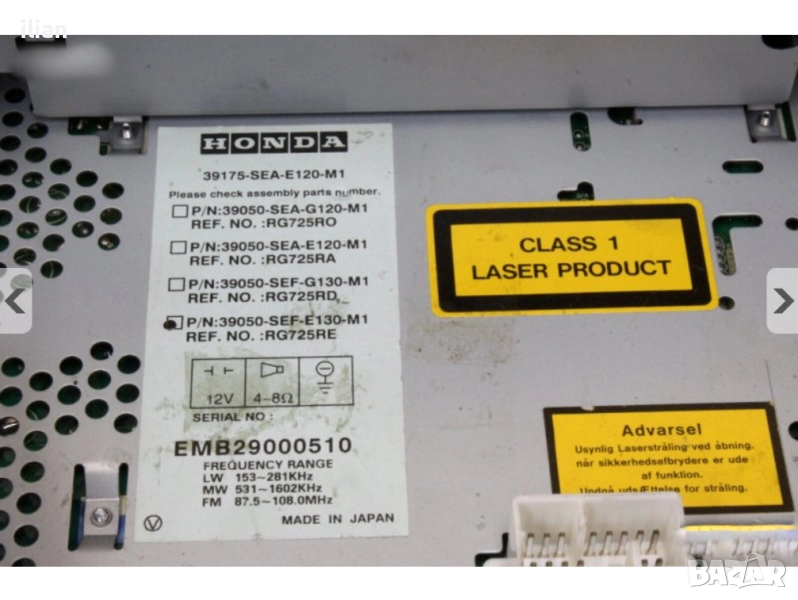 ilian
HONDA
39175-SEA-E120-M1
Please check assembly parts number.
P/N:39050-SEA-G120-M1
REF. NO. :RG725RO
P/N:39050-SEA-E120-M1
REF. NO. :RG725RA
P/N:39050-SEF-G130-M1
REF. NO. :RG725RD
P/N:39050-SEF-E130-M1
REF. NO. :RG725RE
12V 4-8Ω
SERIAL NO :
EMB29000510
FREQUENCY RANGE
LW 153~281KHz
MW 531~1602KHz
FM 87.5~108.0MHz
V MADE IN JAPAN
CLASS 1
LASER PRODUCT
Advarsel
Usynlig Laserstråling ved åbning,
når sikkerhedsafbrydere er ude
af funktion.
Undgå udsÆttelse for stråling.
BAZAR